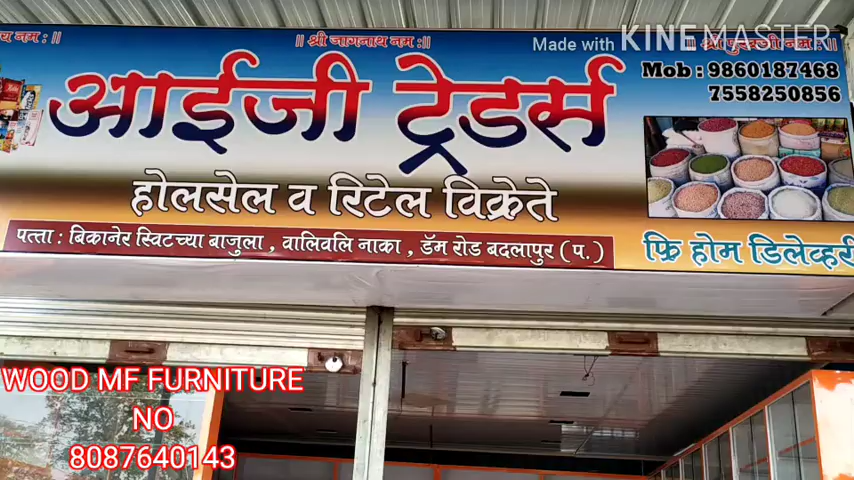 च नमः ||
|| श्री जागनाथ नमः ||
Made with KINEMASTER
आईजी ट्रेडर्स
Mob : 9860187468
7558250856
होलसेल व रिटेल विक्रेते
पत्ता : बिकानेर स्विटच्या बाजुला , वालिवलि नाका , डॅम रोड बदलापुर (प.)
फ्रि होम डिलेव्हरी
WOOD MF FURNITURE
NO
8087640143